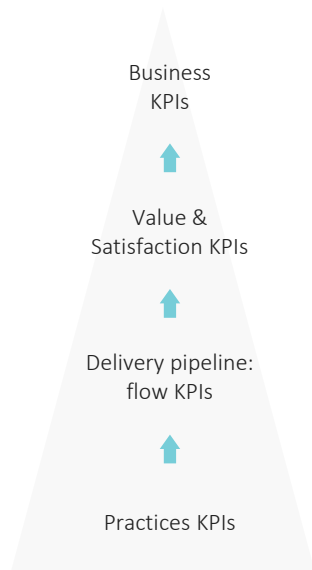 Business
KPIs
Value &
Satisfaction KPIs
Delivery pipeline:
flow KPIs
Practices KPIs